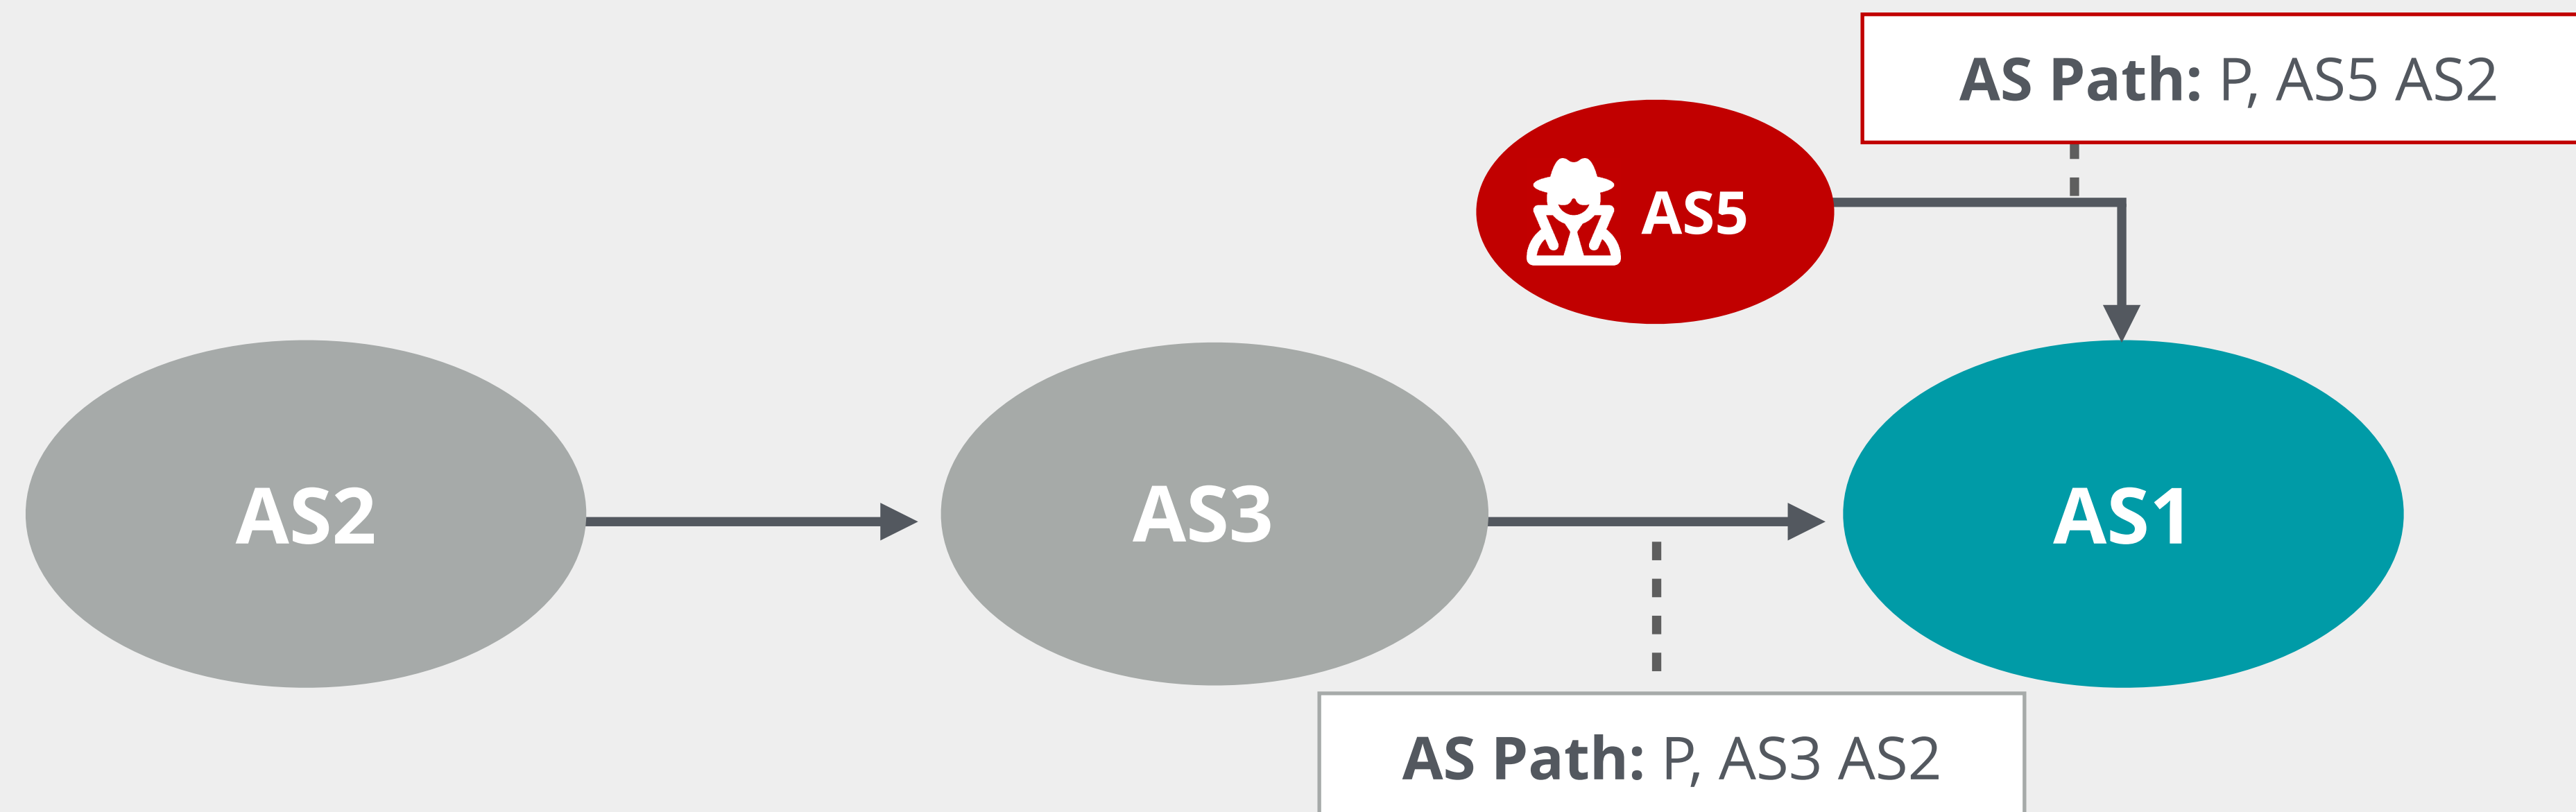 AS Path: P, AS5 AS2
AS5
AS2
AS3
AS1
AS Path: P, AS3 AS2